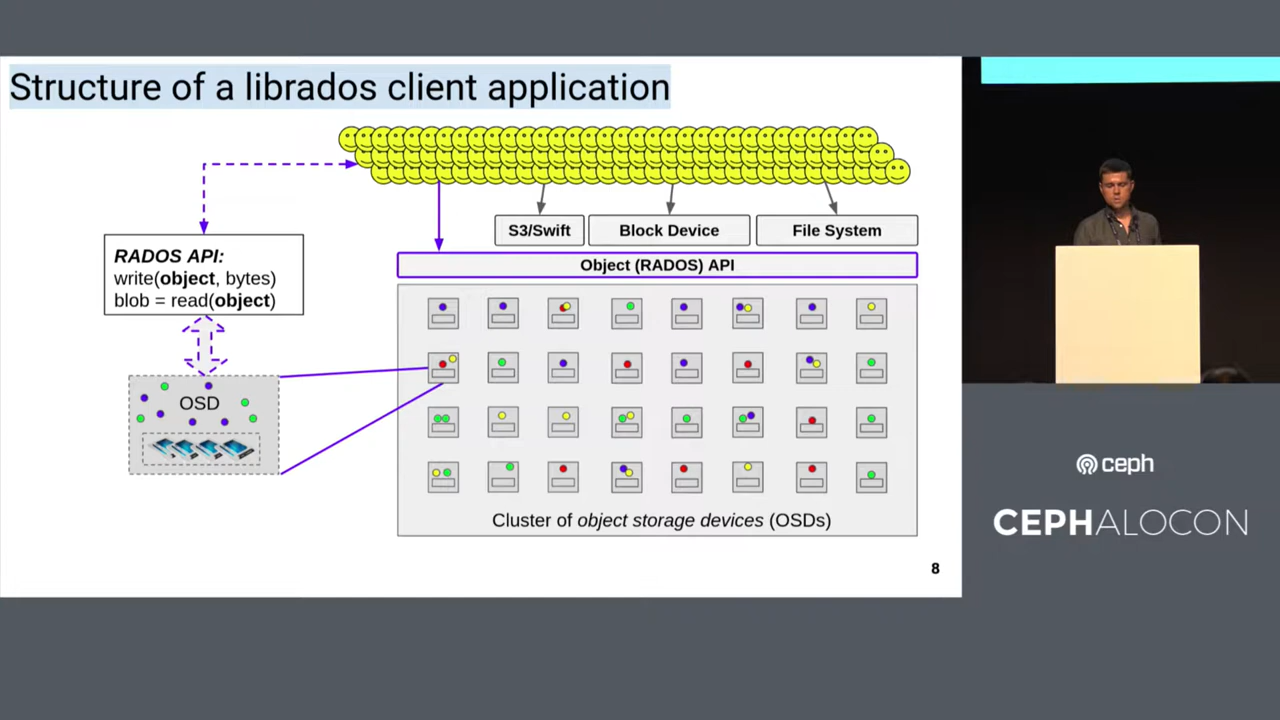 Structure of a librados client application
S3/Swift
Block Device
File System
RADOS API:
write(object, bytes)
blob = read(object)
Object (RADOS) API
OSD
Cluster of object storage devices (OSDs)
8
ceph
CEPHALOCON